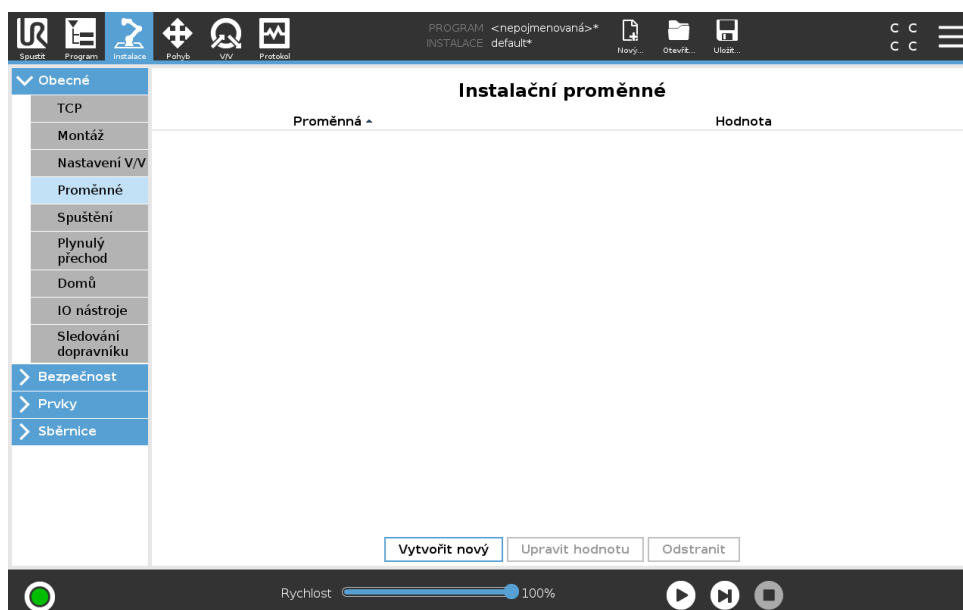 UR
PROGRAM <nepojmenovaná>*
INSTALACE default*
Spustit Program Instalace Pohyb V/V Protokol Nový... Otevřít... Uložit...
C C
C C
Obecné
TCP
Montáž
Nastavení V/V
Proměnné
Spuštění
Plynulý
přechod
Domů
IO nástroje
Sledování
dopravníku
Bezpečnost
Prvky
Sběrnice
Instalační proměnné
Proměnná Hodnota
Vytvořit nový Upravit hodnotu Odstranit
Rychlost 100%